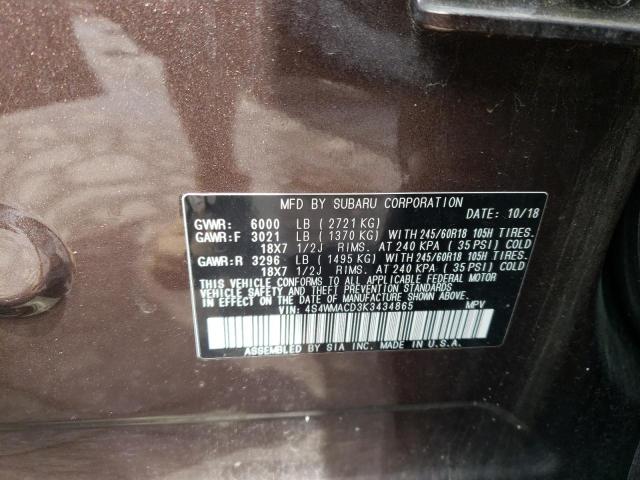 MFD BY SUBARU CORPORATION
DATE: 10/18
GVWR: 6000 LB ( 2721 KG)
GAWR:F 3021 LB ( 1370 KG) WITH 245/60R18 105H TIRES.
18X7 1/2J RIMS. AT 240 KPA ( 35 PSI) COLD
GAWR:R 3296 LB ( 1495 KG) WITH 245/60R18 105H TIRES.
18X7 1/2J RIMS. AT 240 KPA ( 35 PSI) COLD
THIS VEHICLE CONFORMS TO ALL APPLICABLE FEDERAL MOTOR
VEHICLE SAFETY AND THEFT PREVENTION STANDARDS
IN EFFECT ON THE DATE OF MANUFACTURE SHOWN ABOVE.
VIN: 4S4WMACD3K3434865 MPV
ASSEMBLED BY SIA INC. MADE IN U.S.A.